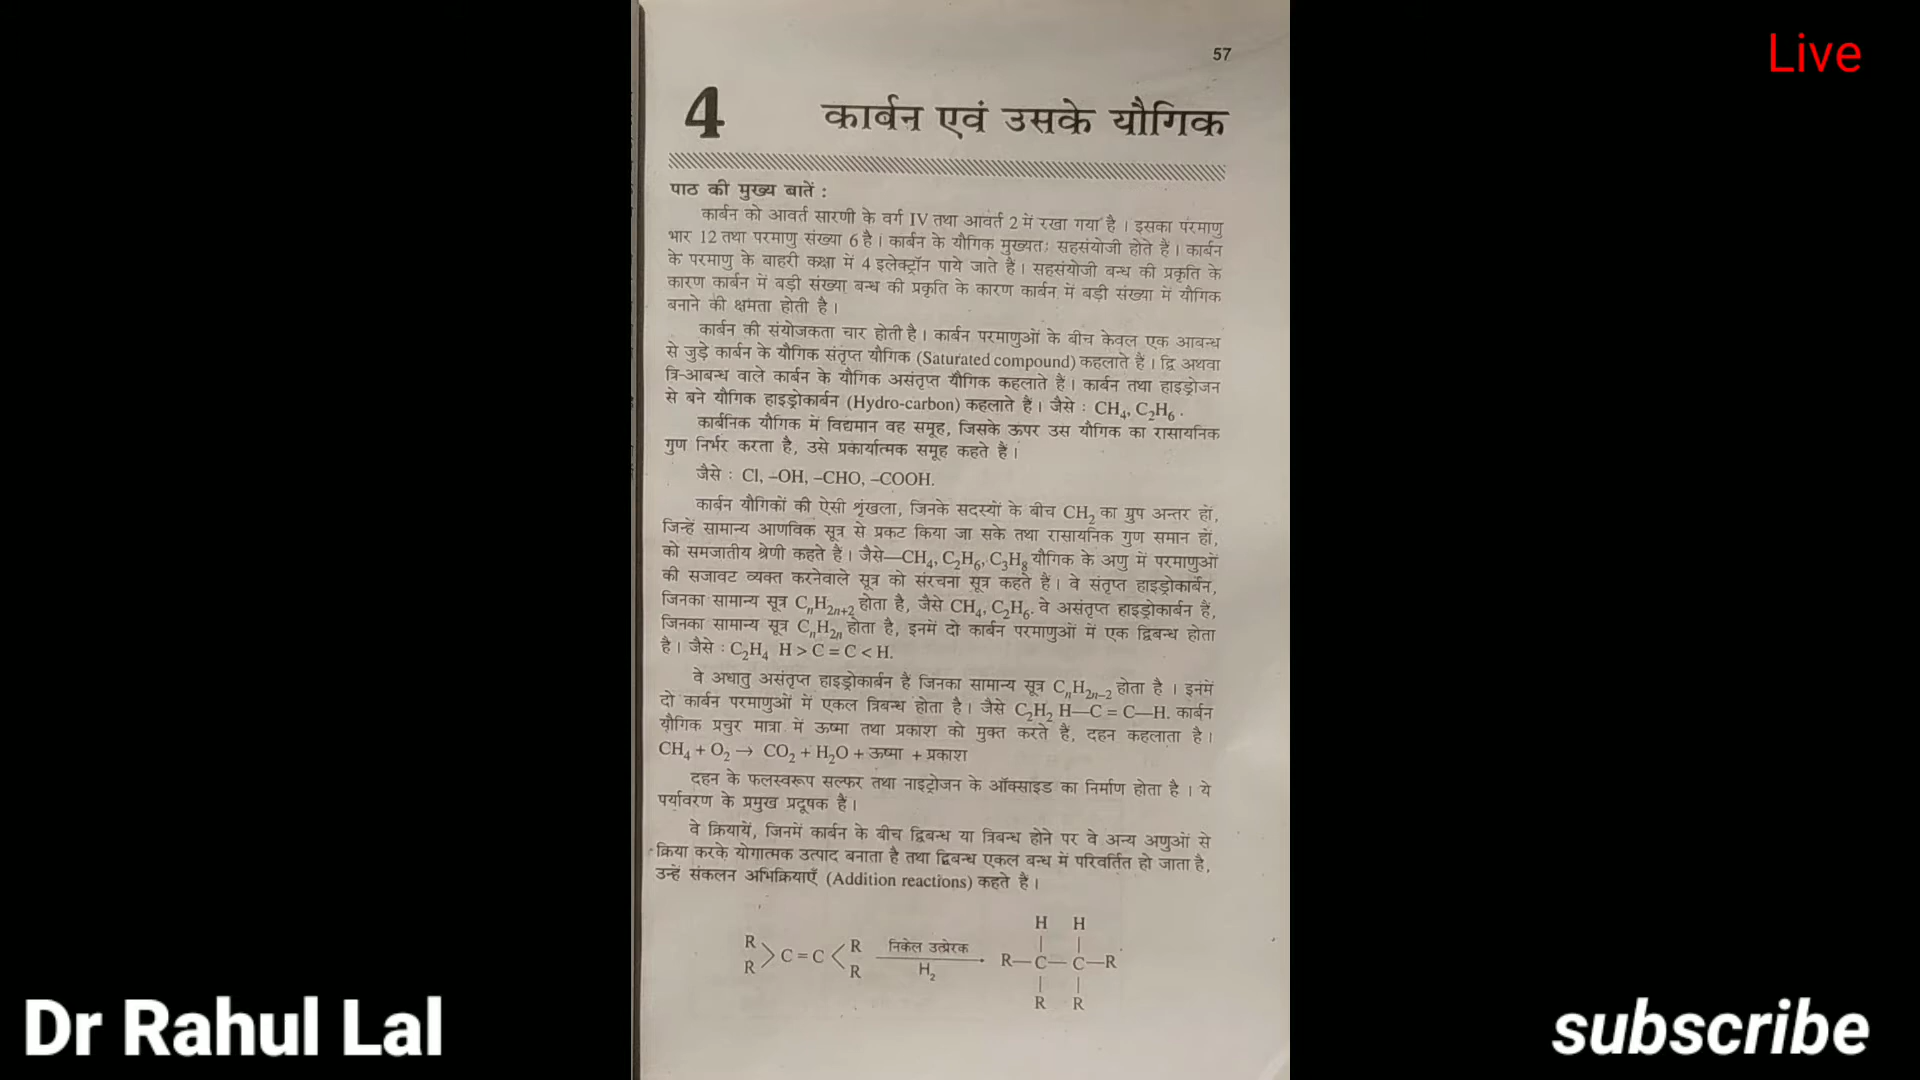 57
Live
4 कार्बन एवं उसके यौगिक
पाठ की मुख्य बातें :
कार्बन को आवर्त सारणी के वर्ग IV तथा आवर्त 2 में रखा गया है । इसका परमाणु
भार 12 तथा परमाणु संख्या 6 है । कार्बन के यौगिक मुख्यतः सहसंयोजी होते हैं । कार्बन
के परमाणु के बाहरी कक्षा में 4 इलेक्ट्रॉन पाये जाते हैं । सहसंयोजी बन्ध की प्रकृति के
कारण कार्बन में बड़ी संख्या बन्ध की प्रकृति के कारण कार्बन में बड़ी संख्या में यौगिक
बनाने की क्षमता होती है ।
कार्बन की संयोजकता चार होती है । कार्बन परमाणुओं के बीच केवल एक आबन्ध
से जुड़े कार्बन के यौगिक संतृप्त यौगिक (Saturated compound) कहलाते हैं । द्वि अथवा
त्रि-आबन्ध वाले कार्बन के यौगिक असंतृप्त यौगिक कहलाते हैं । कार्बन तथा हाइड्रोजन
से बने यौगिक हाइड्रोकार्बन (Hydro-carbon) कहलाते हैं । जैसे : CH₄, C₂H₆ .
कार्बनिक यौगिक में विद्यमान वह समूह, जिसके ऊपर उस यौगिक का रासायनिक
गुण निर्भर करता है, उसे प्रकार्यात्मक समूह कहते हैं ।
जैसे : Cl, –OH, –CHO, –COOH.
कार्बन यौगिकों की ऐसी शृंखला, जिनके सदस्यों के बीच CH₂ का ग्रुप अन्तर हों,
जिन्हें सामान्य आणविक सूत्र से प्रकट किया जा सके तथा रासायनिक गुण समान हों,
को समजातीय श्रेणी कहते हैं । जैसे—CH₄, C₂H₆, C₃H₈ यौगिक के अणु में परमाणुओं
की सजावट व्यक्त करनेवाले सूत्र को संरचना सूत्र कहते हैं । वे संतृप्त हाइड्रोकार्बन,
जिनका सामान्य सूत्र CₙH₂ₙ₊₂ होता है, जैसे CH₄, C₂H₆. वे असंतृप्त हाइड्रोकार्बन हैं,
जिनका सामान्य सूत्र CₙH₂ₙ होता है, इनमें दो कार्बन परमाणुओं में एक द्विबन्ध होता
है । जैसे : C₂H₄ H > C = C < H.
वे अधातु असंतृप्त हाइड्रोकार्बन हैं जिनका सामान्य सूत्र CₙH₂ₙ₋₂ होता है । इनमें
दो कार्बन परमाणुओं में एकल त्रिबन्ध होता है । जैसे C₂H₂ H—C = C—H. कार्बन
यौगिक प्रचुर मात्रा में ऊष्मा तथा प्रकाश को मुक्त करते हैं, दहन कहलाता है ।
CH₄ + O₂ → CO₂ + H₂O + ऊष्मा + प्रकाश
दहन के फलस्वरूप सल्फर तथा नाइट्रोजन के ऑक्साइड का निर्माण होता है । ये
पर्यावरण के प्रमुख प्रदूषक हैं ।
वे क्रियायें, जिनमें कार्बन के बीच द्विबन्ध या त्रिबन्ध होने पर वे अन्य अणुओं से
क्रिया करके योगात्मक उत्पाद बनाता है तथा द्विबन्ध एकल बन्ध में परिवर्तित हो जाता है,
उन्हें संकलन अभिक्रियाएँ (Addition reactions) कहते हैं ।
H H
R R निकेल उत्प्रेरक
> C = C < → R—C—C—R
R R H₂
R R
Dr Rahul Lal
subscribe